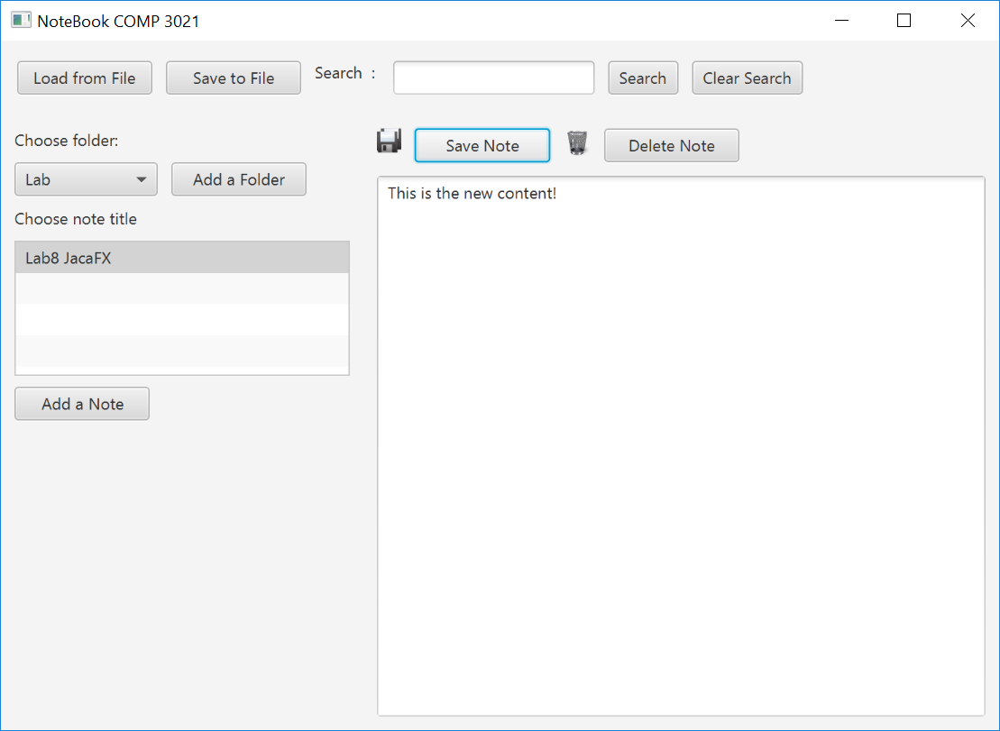 NoteBook COMP 3021
Load from File
Save to File
Search :
Search
Clear Search
Choose folder:
Lab
Add a Folder
Choose note title
Lab8 JacaFX
Add a Note
Save Note
Delete Note
This is the new content!